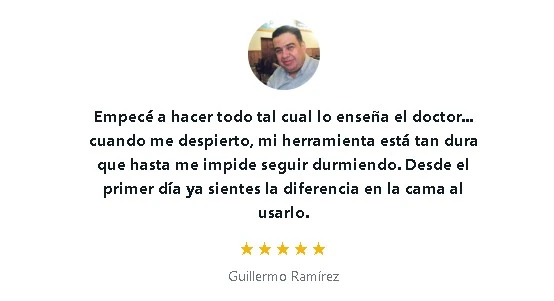 Empecé a hacer todo tal cual lo enseña el doctor...
cuando me despierto, mi herramienta está tan dura
que hasta me impide seguir durmiendo. Desde el
primer día ya sientes la diferencia en la cama al
usarlo.
Guillermo Ramírez